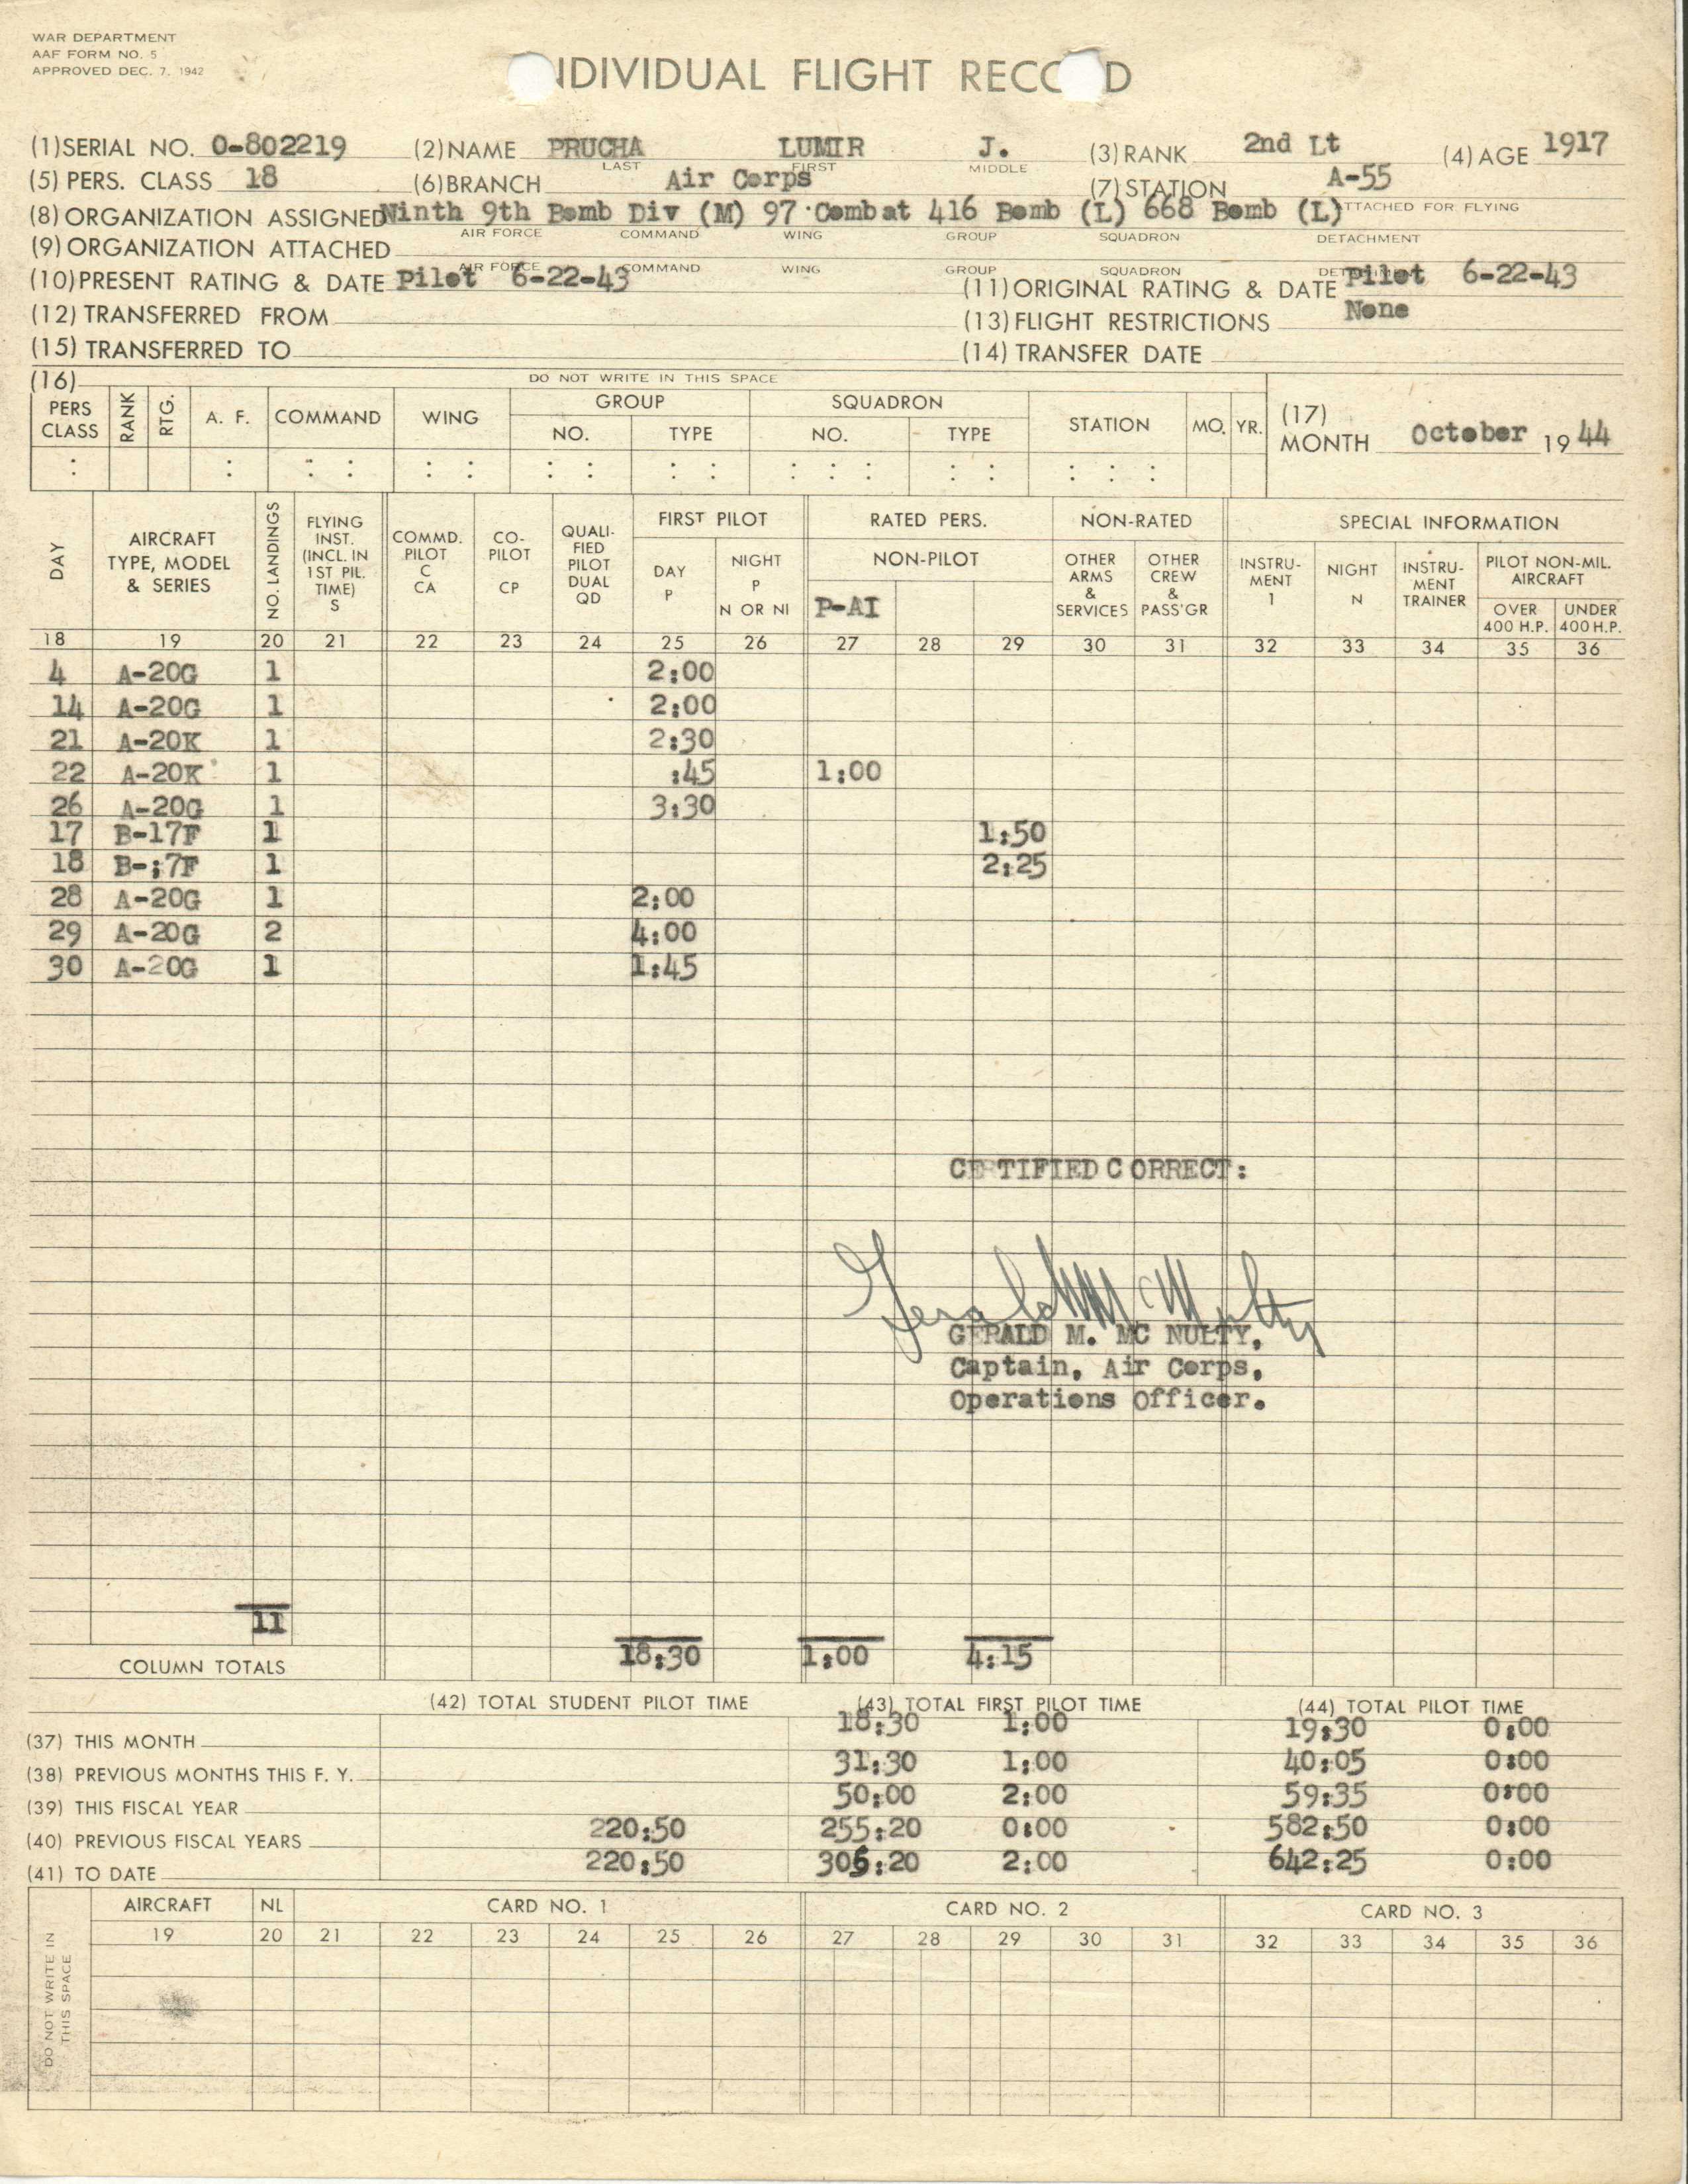 WAR DEPARTMENT
AAF FORM NO. 5
APPROVED DEC. 7, 1942
NDIVIDUAL FLIGHT REC D
(1) SERIAL NO. O-802219 (2) NAME PRUCHA LUMIR J. (3) RANK 2nd Lt (4) AGE 1917
LAST FIRST MIDDLE
(5) PERS. CLASS 18 (6) BRANCH Air Corps (7) STATION A-55
(8) ORGANIZATION ASSIGNED Ninth 9th Bomb Div (M) 97 Combat 416 Bomb (L) 668 Bomb (L) TTACHED FOR FLYING
AIR FORCE COMMAND WING GROUP SQUADRON DETACHMENT
(9) ORGANIZATION ATTACHED
AIR FORCE COMMAND WING GROUP SQUADRON
(10) PRESENT RATING & DATE Pilot 6-22-43 (11) ORIGINAL RATING & DATE Pilot 6-22-43
(12) TRANSFERRED FROM (13) FLIGHT RESTRICTIONS None
(15) TRANSFERRED TO (14) TRANSFER DATE
(16) DO NOT WRITE IN THIS SPACE
PERS CLASS RANK RTG. A. F. COMMAND WING GROUP SQUADRON STATION MO. YR. (17) MONTH October 19 44
NO. TYPE NO. TYPE
DAY AIRCRAFT TYPE, MODEL & SERIES NO. LANDINGS FLYING INST. (INCL. IN 1ST PIL. TIME) S COMMD. PILOT C CA CO-PILOT CP QUALI-FIED PILOT DUAL QD FIRST PILOT RATED PERS. NON-RATED SPECIAL INFORMATION
DAY P NIGHT P N OR NI NON-PILOT P-AI OTHER ARMS & SERVICES OTHER CREW & PASS'GR INSTRU-MENT 1 NIGHT N INSTRU-MENT TRAINER PILOT NON-MIL. AIRCRAFT OVER 400 H.P. UNDER 400 H.P.
18 19 20 21 22 23 24 25 26 27 28 29 30 31 32 33 34 35 36
4 A-20G 1 2:00
14 A-20G 1 2:00
21 A-20K 1 2:30
22 A-20K 1 :45 1:00
26 A-20G 1 3:30
17 B-17F 1 1:50
18 B-;7F 1 2:25
28 A-20G 1 2:00
29 A-20G 2 4:00
30 A-20G 1 1:45
CERTIFIED CORRECT:
Gerald M McNulty
GERALD M. MC NULTY,
Captain, Air Corps,
Operations Officer.
11
COLUMN TOTALS 18:30 1:00 4:15
(42) TOTAL STUDENT PILOT TIME (43) TOTAL FIRST PILOT TIME (44) TOTAL PILOT TIME
(37) THIS MONTH 18:30 1:00 19:30 0:00
(38) PREVIOUS MONTHS THIS F. Y. 31:30 1:00 40:05 0:00
(39) THIS FISCAL YEAR 50:00 2:00 59:35 0:00
(40) PREVIOUS FISCAL YEARS 220:50 255:20 0:00 582:50 0:00
(41) TO DATE 220:50 305:20 2:00 642:25 0:00
DO NOT WRITE IN THIS SPACE
AIRCRAFT NL CARD NO. 1 CARD NO. 2 CARD NO. 3
19 20 21 22 23 24 25 26 27 28 29 30 31 32 33 34 35 36